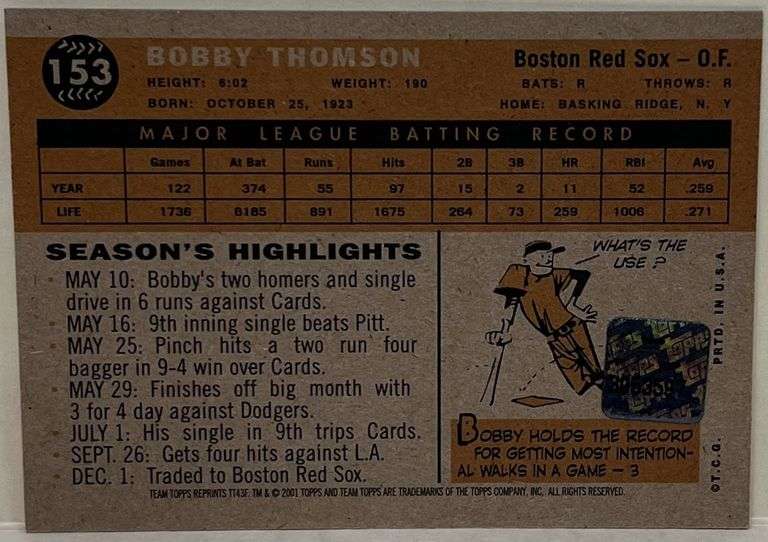 153
BOBBY THOMSON
Boston Red Sox – O.F.
HEIGHT: 6:02 WEIGHT: 190 BATS: R THROWS: R
BORN: OCTOBER 25, 1923 HOME: BASKING RIDGE, N. Y
MAJOR LEAGUE BATTING RECORD
Games At Bat Runs Hits 2B 3B HR RBI Avg
YEAR 122 374 55 97 15 2 11 52 .259
LIFE 1736 6185 891 1675 264 73 259 1006 .271
SEASON'S HIGHLIGHTS
MAY 10: Bobby's two homers and single
drive in 6 runs against Cards.
MAY 16: 9th inning single beats Pitt.
MAY 25: Pinch hits a two run four
bagger in 9-4 win over Cards.
MAY 29: Finishes off big month with
3 for 4 day against Dodgers.
JULY 1: His single in 9th trips Cards.
SEPT. 26: Gets four hits against L.A.
DEC. 1: Traded to Boston Red Sox.
WHAT'S THE
USE ?
BOBBY HOLDS THE RECORD
FOR GETTING MOST INTENTION-
AL WALKS IN A GAME – 3
©T.C.G. PRTD. IN U.S.A.
TEAM TOPPS REPRINTS TT43F. TM & © 2001 TOPPS AND TEAM TOPPS ARE TRADEMARKS OF THE TOPPS COMPANY, INC. ALL RIGHTS RESERVED.